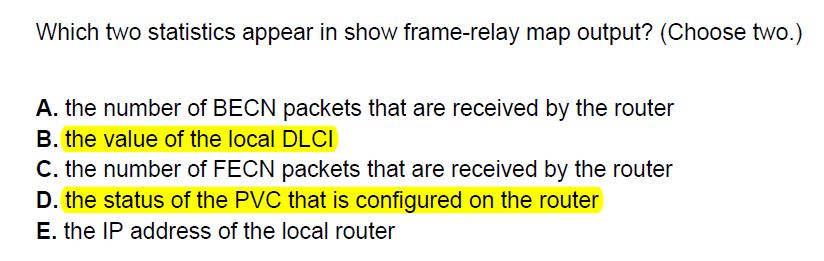 Which two statistics appear in show frame-relay map output? (Choose two.)
A. the number of BECN packets that are received by the router
B. the value of the local DLCI
C. the number of FECN packets that are received by the router
D. the status of the PVC that is configured on the router
E. the IP address of the local router